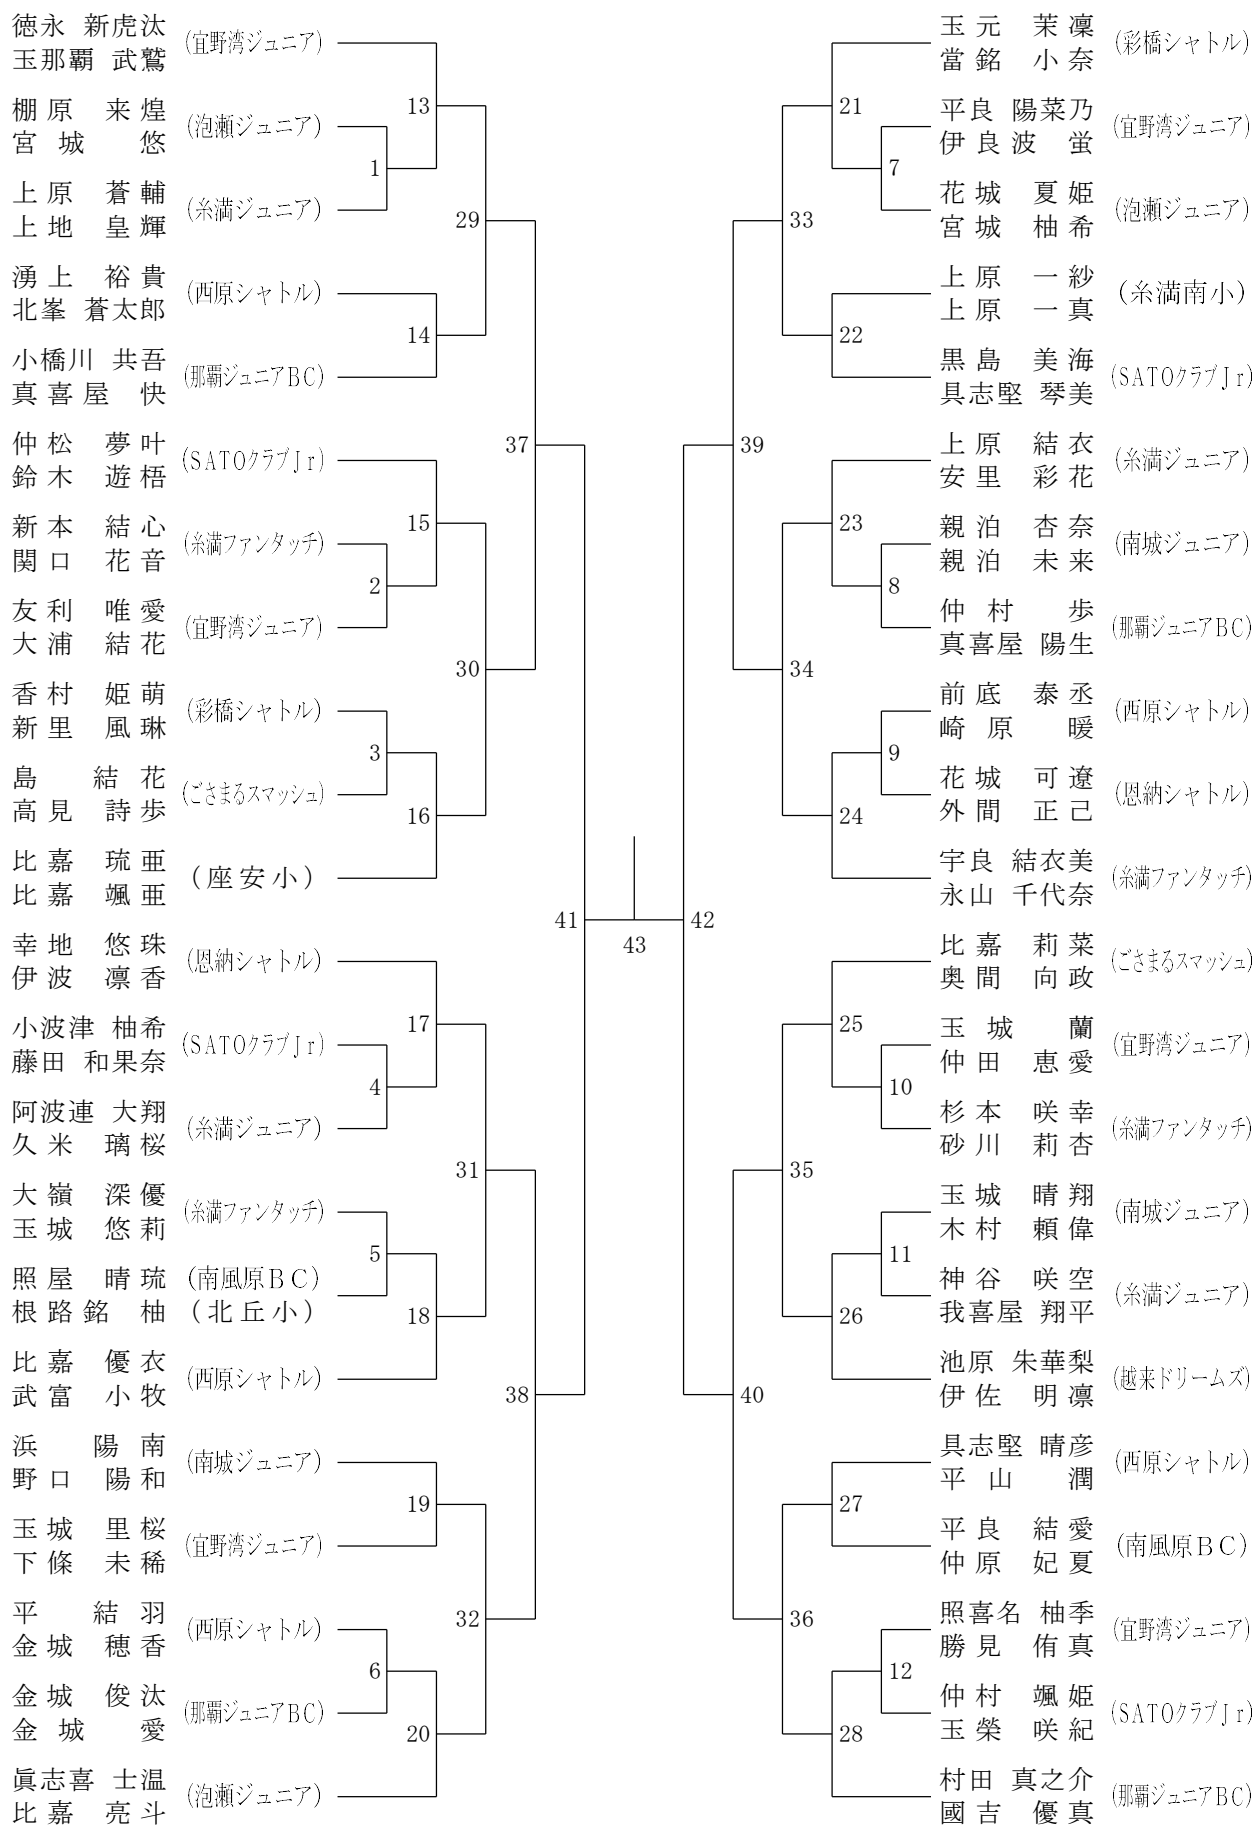 徳永 新虎汰
玉那覇 武鷲
(宜野湾ジュニア)
棚原 来煌
宮城 悠
(泡瀬ジュニア)
上原 蒼輔
上地 皇輝
(糸満ジュニア)
湧上 裕貴
北峯 蒼太郎
(西原シャトル)
小橋川 共吾
真喜屋 快
(那覇ジュニアBC)
仲松 夢叶
鈴木 遊梧
(SATOクラブJr)
新本 結心
関口 花音
(糸満ファンタッチ)
友利 唯愛
大浦 結花
(宜野湾ジュニア)
香村 姫萌
新里 風琳
(彩橋シャトル)
島 結花
高見 詩歩
(ごさまるスマッシュ)
比嘉 琉亜
比嘉 颯亜
(座安小)
幸地 悠珠
伊波 凛香
(恩納シャトル)
小波津 柚希
藤田 和果奈
(SATOクラブJr)
阿波連 大翔
久米 璃桜
(糸満ジュニア)
大嶺 深優
玉城 悠莉
(糸満ファンタッチ)
照屋 晴琉 (南風原BC)
根路銘 柚 (北丘小)
比嘉 優衣
武富 小牧
(西原シャトル)
浜 陽南
野口 陽和
(南城ジュニア)
玉城 里桜
下條 未稀
(宜野湾ジュニア)
平 結羽
金城 穂香
(西原シャトル)
金城 俊汰
金城 愛
(那覇ジュニアBC)
眞志喜 士温
比嘉 亮斗
(泡瀬ジュニア)
1
2
3
4
5
6
13
14
15
16
17
18
19
20
29
30
31
32
37
38
41
43
42
39
40
33
34
35
36
21
22
23
24
25
26
27
28
7
8
9
10
11
12
玉元 茉凜
當銘 小奈
(彩橋シャトル)
平良 陽菜乃
伊良波 蛍
(宜野湾ジュニア)
花城 夏姫
宮城 柚希
(泡瀬ジュニア)
上原 一紗
上原 一真
(糸満南小)
黒島 美海
具志堅 琴美
(SATOクラブJr)
上原 結衣
安里 彩花
(糸満ジュニア)
親泊 杏奈
親泊 未来
(南城ジュニア)
仲村 歩
真喜屋 陽生
(那覇ジュニアBC)
前底 泰丞
崎原 暖
(西原シャトル)
花城 可遼
外間 正己
(恩納シャトル)
宇良 結衣美
永山 千代奈
(糸満ファンタッチ)
比嘉 莉菜
奥間 向政
(ごさまるスマッシュ)
玉城 蘭
仲田 恵愛
(宜野湾ジュニア)
杉本 咲幸
砂川 莉杏
(糸満ファンタッチ)
玉城 晴翔
木村 頼偉
(南城ジュニア)
神谷 咲空
我喜屋 翔平
(糸満ジュニア)
池原 朱華梨
伊佐 明凛
(越来ドリームズ)
具志堅 晴彦
平山 潤
(西原シャトル)
平良 結愛
仲原 妃夏
(南風原BC)
照喜名 柚季
勝見 侑真
(宜野湾ジュニア)
仲村 颯姫
玉榮 咲紀
(SATOクラブJr)
村田 真之介
國吉 優真
(那覇ジュニアBC)